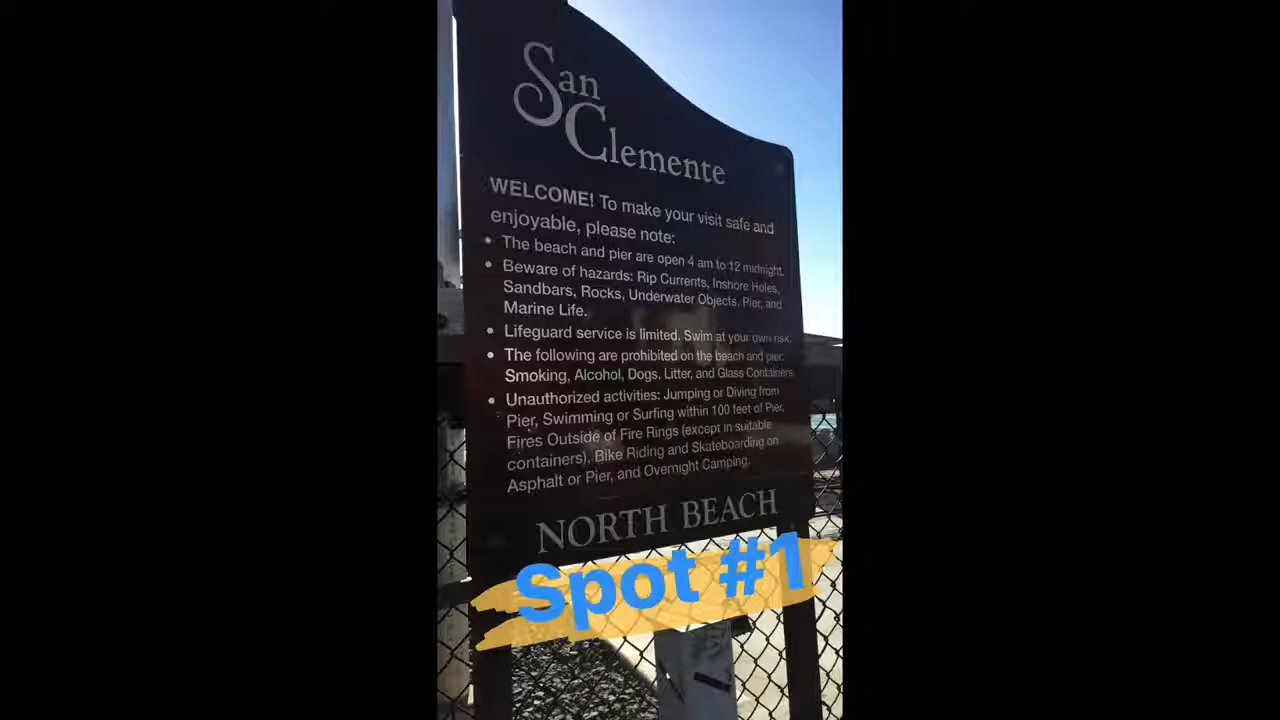 San
Clemente
WELCOME! To make your visit safe and
enjoyable, please note:
• The beach and pier are open 4 am to 12 midnight.
• Beware of hazards: Rip Currents, Inshore Holes,
Sandbars, Rocks, Underwater Objects, Pier, and
Marine Life.
• Lifeguard service is limited. Swim at your own risk.
• The following are prohibited on the beach and pier:
Smoking, Alcohol, Dogs, Litter, and Glass Containers.
• Unauthorized activities: Jumping or Diving from
Pier, Swimming or Surfing within 100 feet of Pier,
Fires Outside of Fire Rings (except in suitable
containers), Bike Riding and Skateboarding on
Asphalt or Pier, and Overnight Camping.
NORTH BEACH
Spot #1